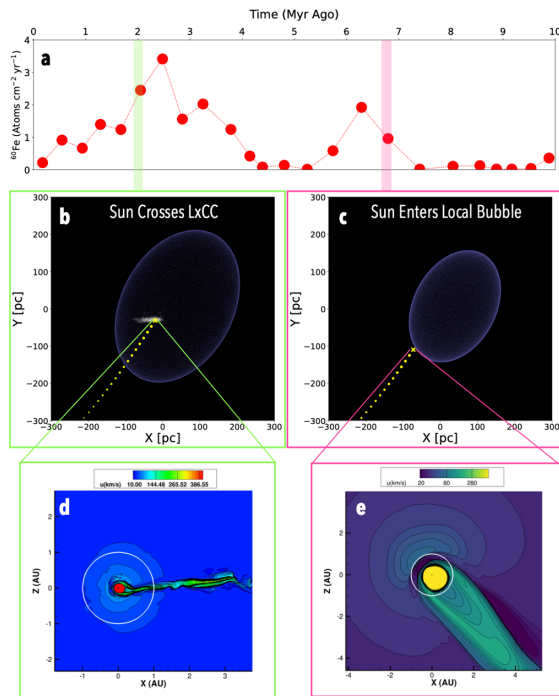 Time (Myr Ago)
0 1 2 3 4 5 6 7 8 9 10
a
⁶⁰Fe (Atoms cm⁻² yr⁻¹)
4
3
2
1
0
b
Sun Crosses LxCC
Y [pc]
300
200
100
0
−100
−200
−300
−300 −200 −100 0 100 200 300
X [pc]
c
Sun Enters Local Bubble
Y [pc]
300
200
100
0
−100
−200
−300
−300 −200 −100 0 100 200 300
X [pc]
u(km/s)
10.00 144.48 265.52 386.55
d
Z (AU)
2
1
0
-1
-2
-1 0 1 2 3
X (AU)
u(km/s)
20 80 280
e
Z (AU)
2
0
-2
-4
-4 -2 0 2 4
X (AU)